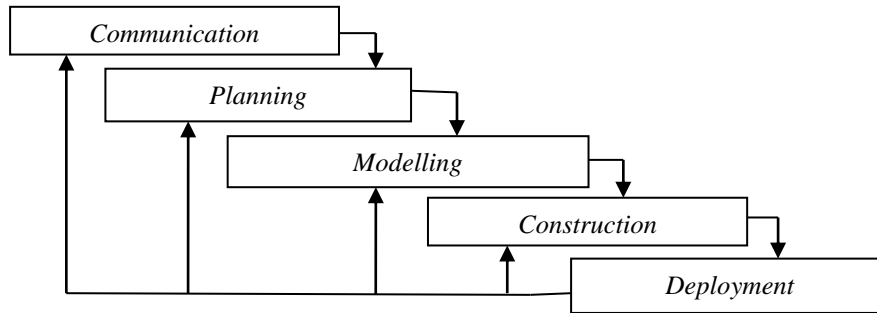 Communication
Planning
Modelling
Construction
Deployment